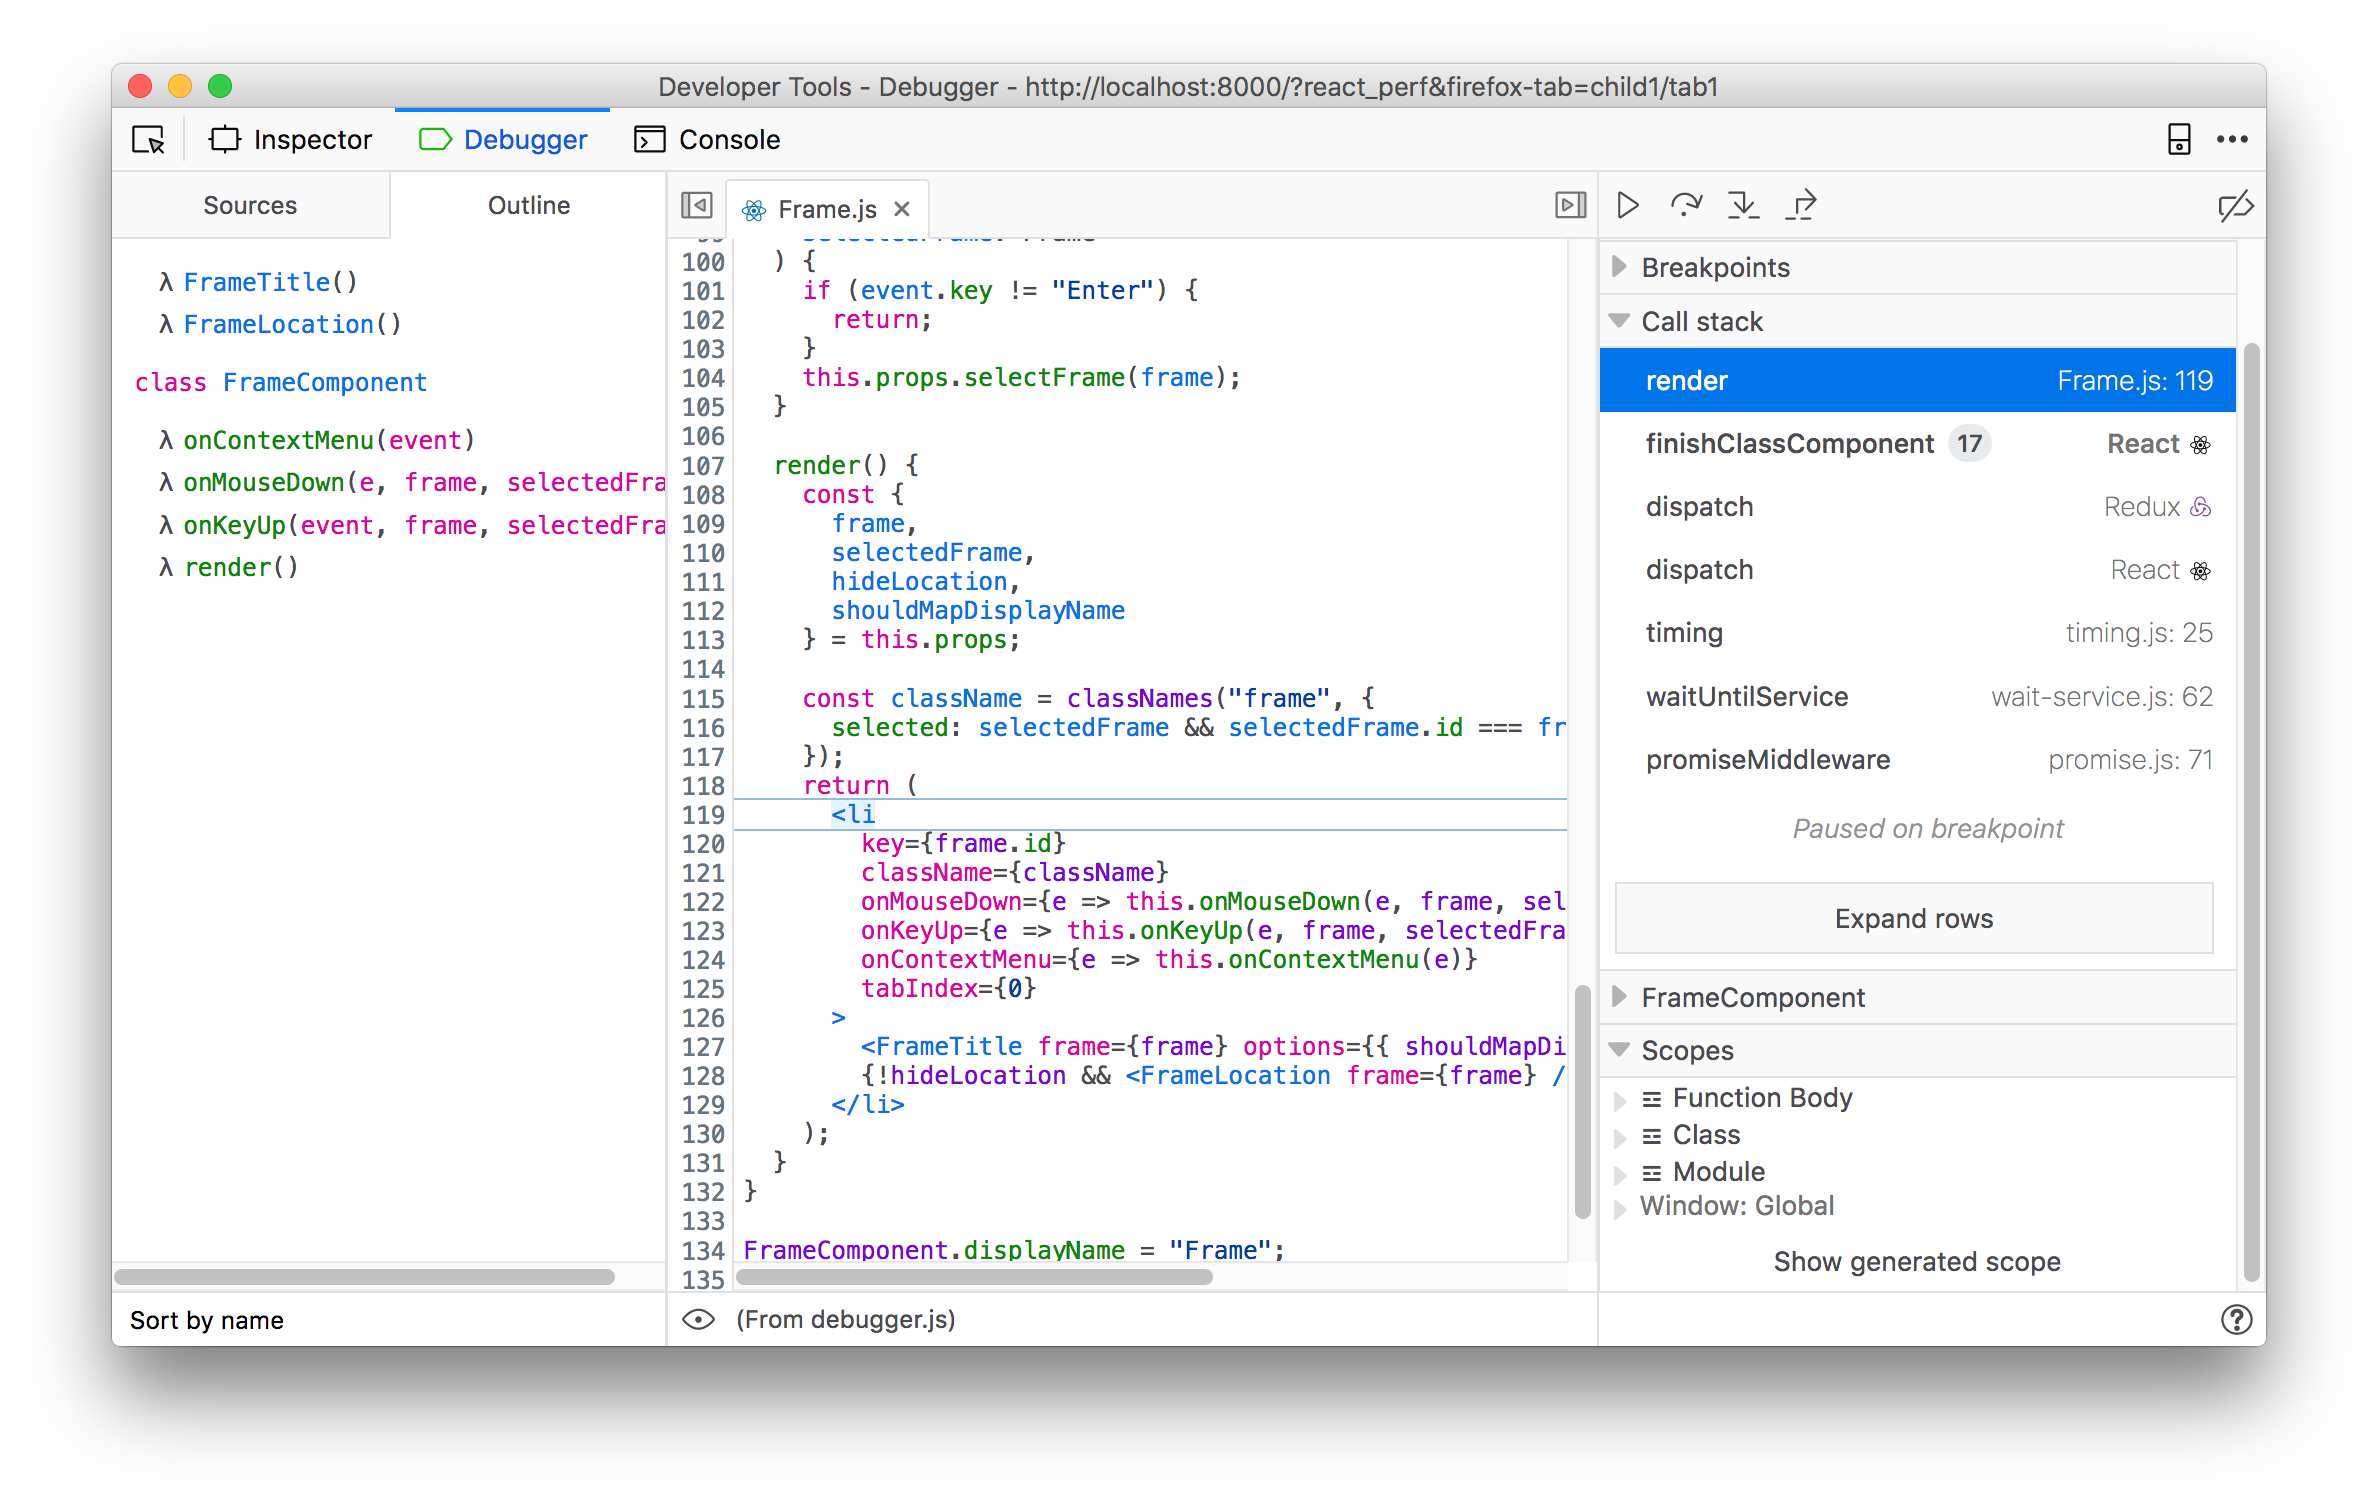 Developer Tools - Debugger - http://localhost:8000/?react_perf&firefox-tab=child1/tab1
Inspector
Debugger
Console
Sources
Outline
λ FrameTitle()
λ FrameLocation()
class FrameComponent
λ onContextMenu(event)
λ onMouseDown(e, frame, selectedFra
λ onKeyUp(event, frame, selectedFra
λ render()
Sort by name
Frame.js
100 ) {
101 if (event.key != "Enter") {
102 return;
103 }
104 this.props.selectFrame(frame);
105 }
106
107 render() {
108 const {
109 frame,
110 selectedFrame,
111 hideLocation,
112 shouldMapDisplayName
113 } = this.props;
114
115 const className = classNames("frame", {
116 selected: selectedFrame && selectedFrame.id === fr
117 });
118 return (
119 <li
120 key={frame.id}
121 className={className}
122 onMouseDown={e => this.onMouseDown(e, frame, sel
123 onKeyUp={e => this.onKeyUp(e, frame, selectedFra
124 onContextMenu={e => this.onContextMenu(e)}
125 tabIndex={0}
126 >
127 <FrameTitle frame={frame} options={{ shouldMapDi
128 {!hideLocation && <FrameLocation frame={frame} /
129 </li>
130 );
131 }
132 }
133
134 FrameComponent.displayName = "Frame";
135
(From debugger.js)
Breakpoints
Call stack
render Frame.js: 119
finishClassComponent 17 React
dispatch Redux
dispatch React
timing timing.js: 25
waitUntilService wait-service.js: 62
promiseMiddleware promise.js: 71
Paused on breakpoint
Expand rows
FrameComponent
Scopes
Function Body
Class
Module
Window: Global
Show generated scope